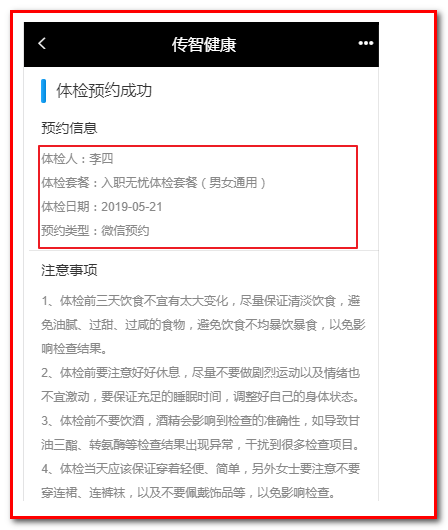 传智健康
体检预约成功
预约信息
体检人：李四
体检套餐：入职无忧体检套餐（男女通用）
体检日期：2019-05-21
预约类型：微信预约
注意事项
1、体检前三天饮食不宜有太大变化，尽量保证清淡饮食，避
免油腻、过甜、过咸的食物，避免饮食不均暴饮暴食，以免影
响检查结果。
2、体检前要注意好好休息，尽量不要做剧烈运动以及情绪也
不宜激动，要保证充足的睡眠时间，调整好自己的身体状态。
3、体检前不要饮酒，酒精会影响到检查的准确性，如导致甘
油三酯、转氨酶等检查结果出现异常，干扰到很多检查项目。
4、体检当天应该保证穿着轻便、简单，另外女士要注意不要
穿连裙、连裤袜，以及不要佩戴饰品等，以免影响检查。